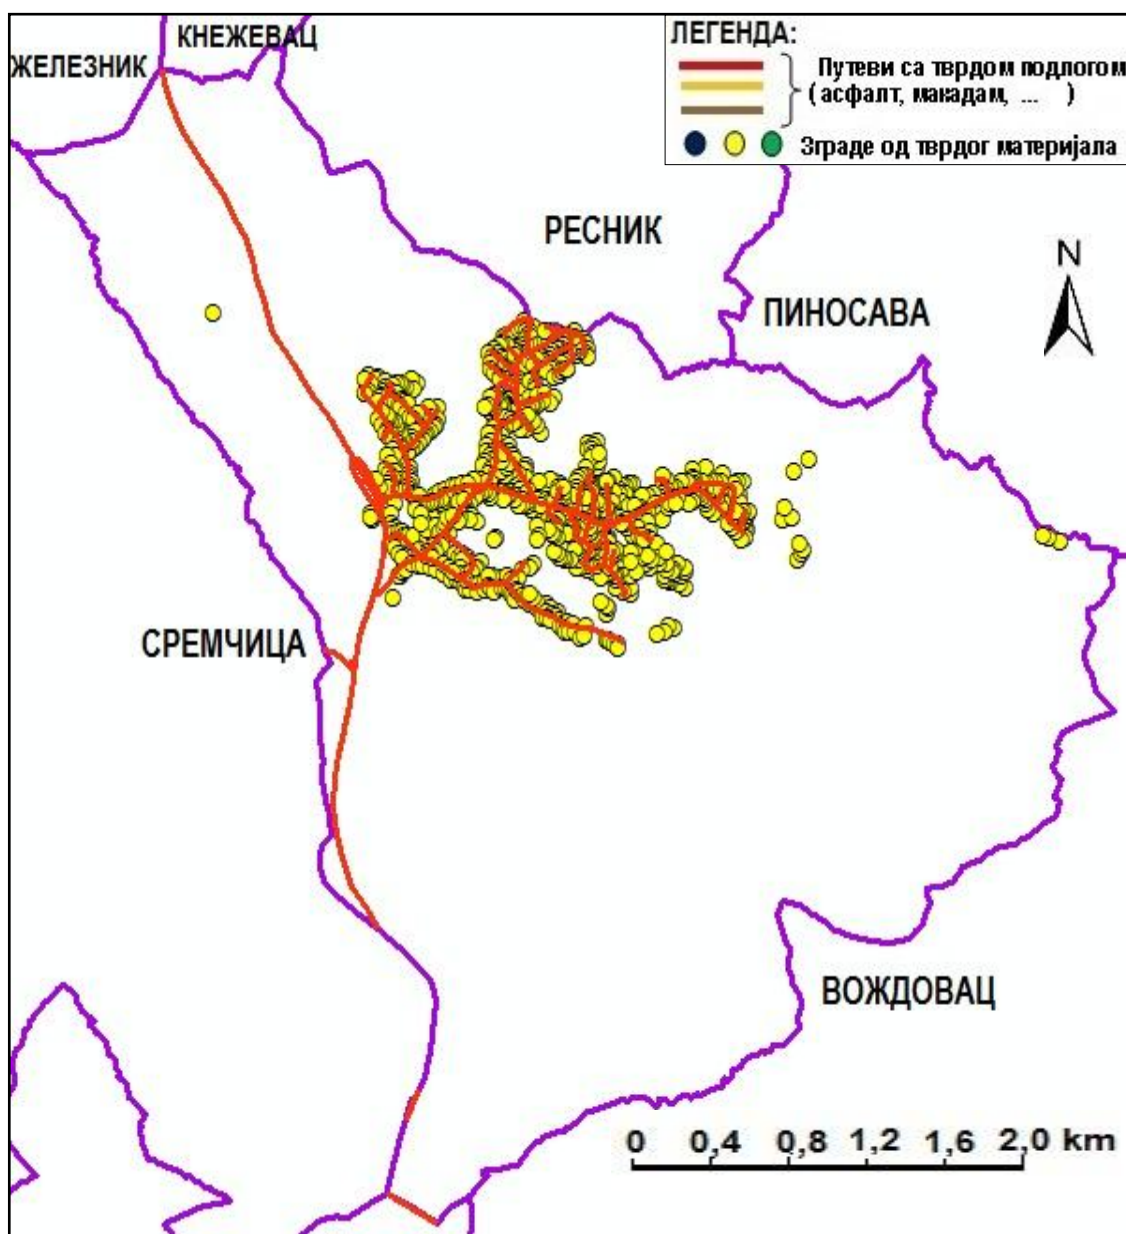 КНЕЖЕВАЦ
ЖЕЛЕЗНИК
ЛЕГЕНДА:
Путеви са тврдом подлогом
( асфалт, макадам, ... )
Зграде од тврдог материјала
РЕСНИК
N
ПИНОСАВА
СРЕМЧИЦА
ВОЖДОВАЦ
0 0,4 0,8 1,2 1,6 2,0 km